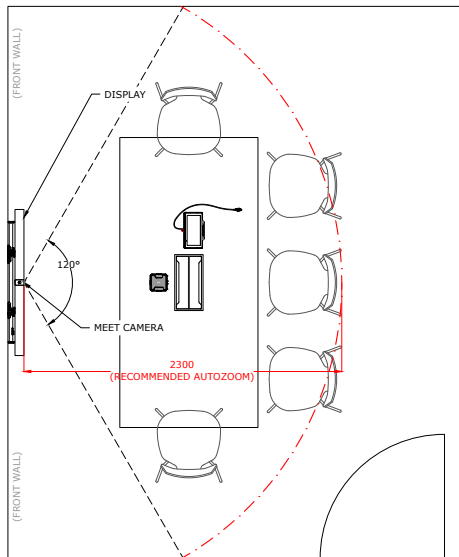 (FRONT WALL)
DISPLAY
120°
MEET CAMERA
2300
(RECOMMENDED AUTOZOOM)
(FRONT WALL)